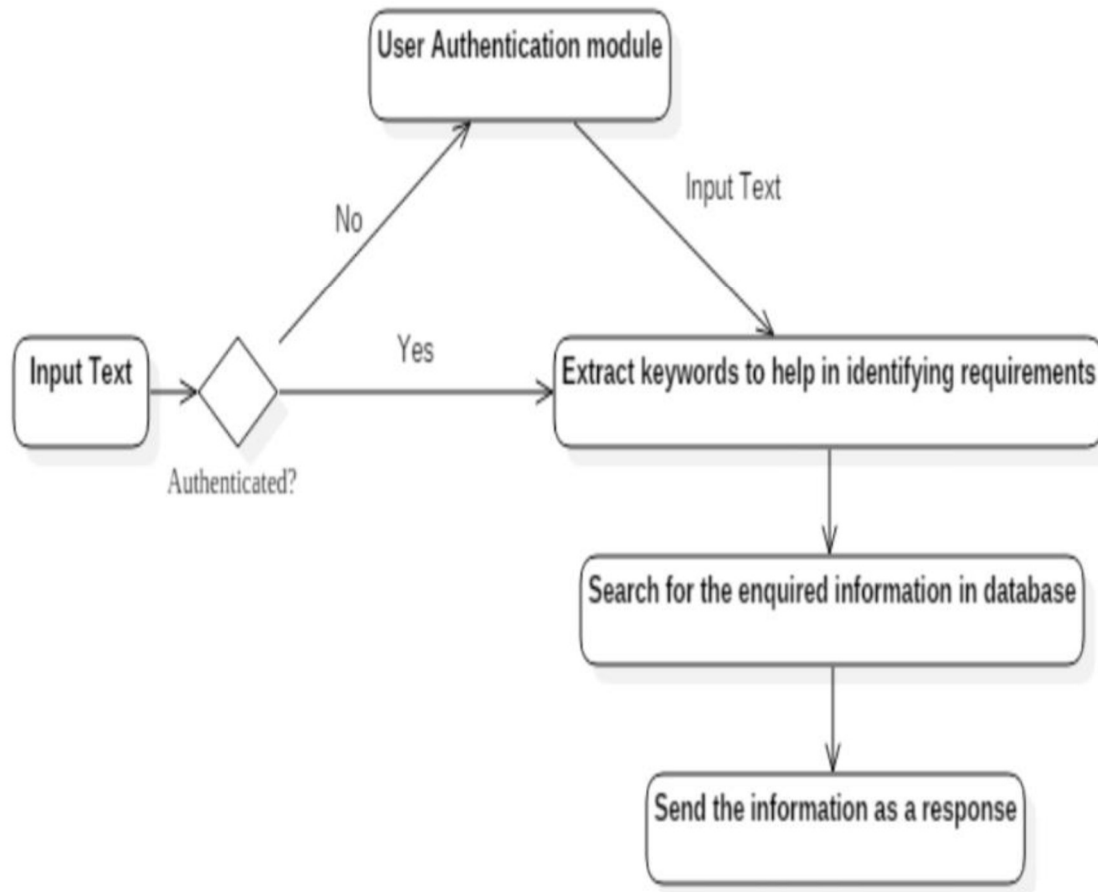 User Authentication module
No
Input Text
Input Text
Yes
Extract keywords to help in identifying requirements
Authenticated?
Search for the enquired information in database
Send the information as a response